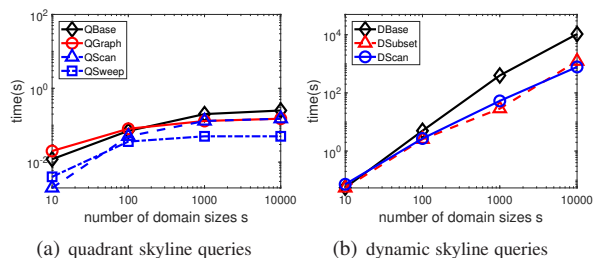 10^2
10^0
10^-2
time(s)
QBase
QGraph
QScan
QSweep
10 100 1000 10000
number of domain sizes s
(a) quadrant skyline queries
10^4
10^2
10^0
time(s)
DBase
DSubset
DScan
10 100 1000 10000
number of domain sizes s
(b) dynamic skyline queries